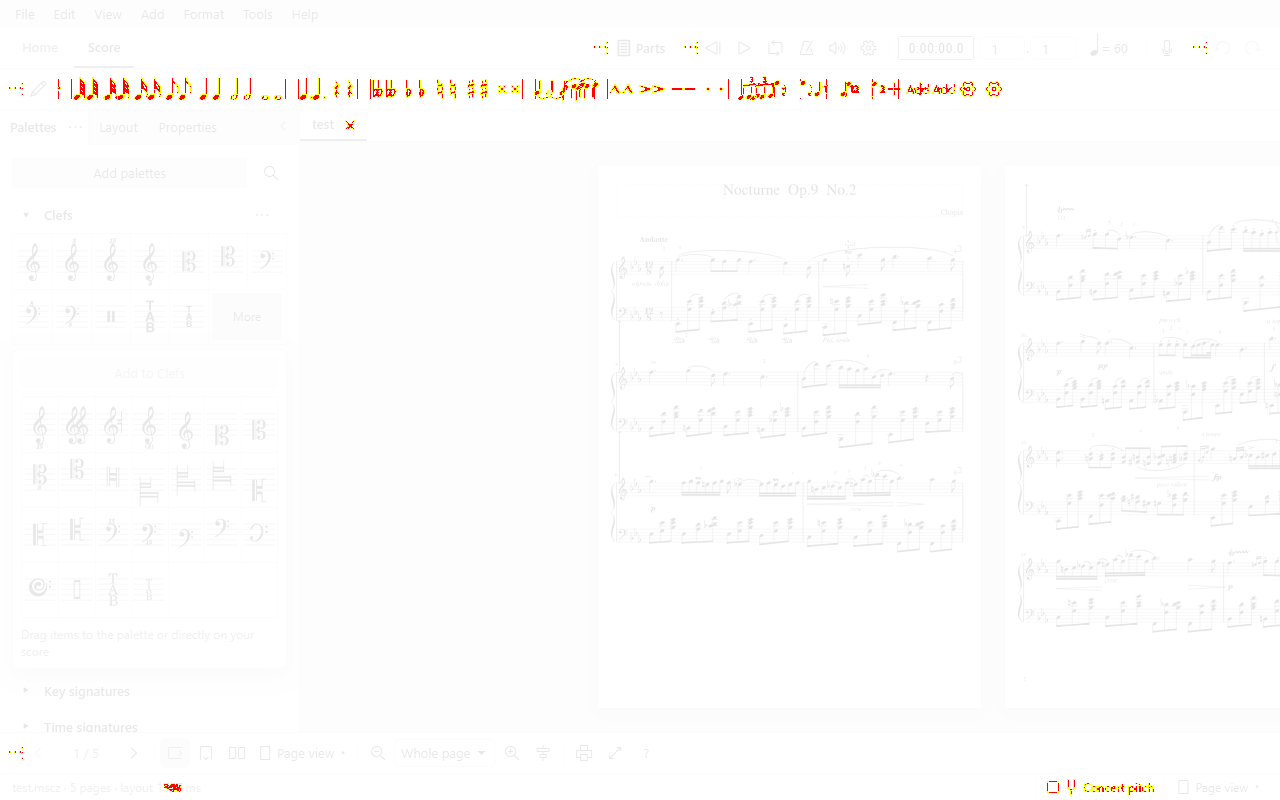 File Edit View Add Format Tools Help
Home Score Parts 0:00:00.0 1 . 1 = 60
Palettes Layout Properties test
Add palettes
Clefs
More
Add to Clefs
Drag items to the palette or directly on your
score
Key signatures
Time signatures
Nocturne Op.9 No.2
Chopin
Andante
1 / 5 Page view Whole page ?
test.mscz - 5 pages - layout Concert pitch Page view